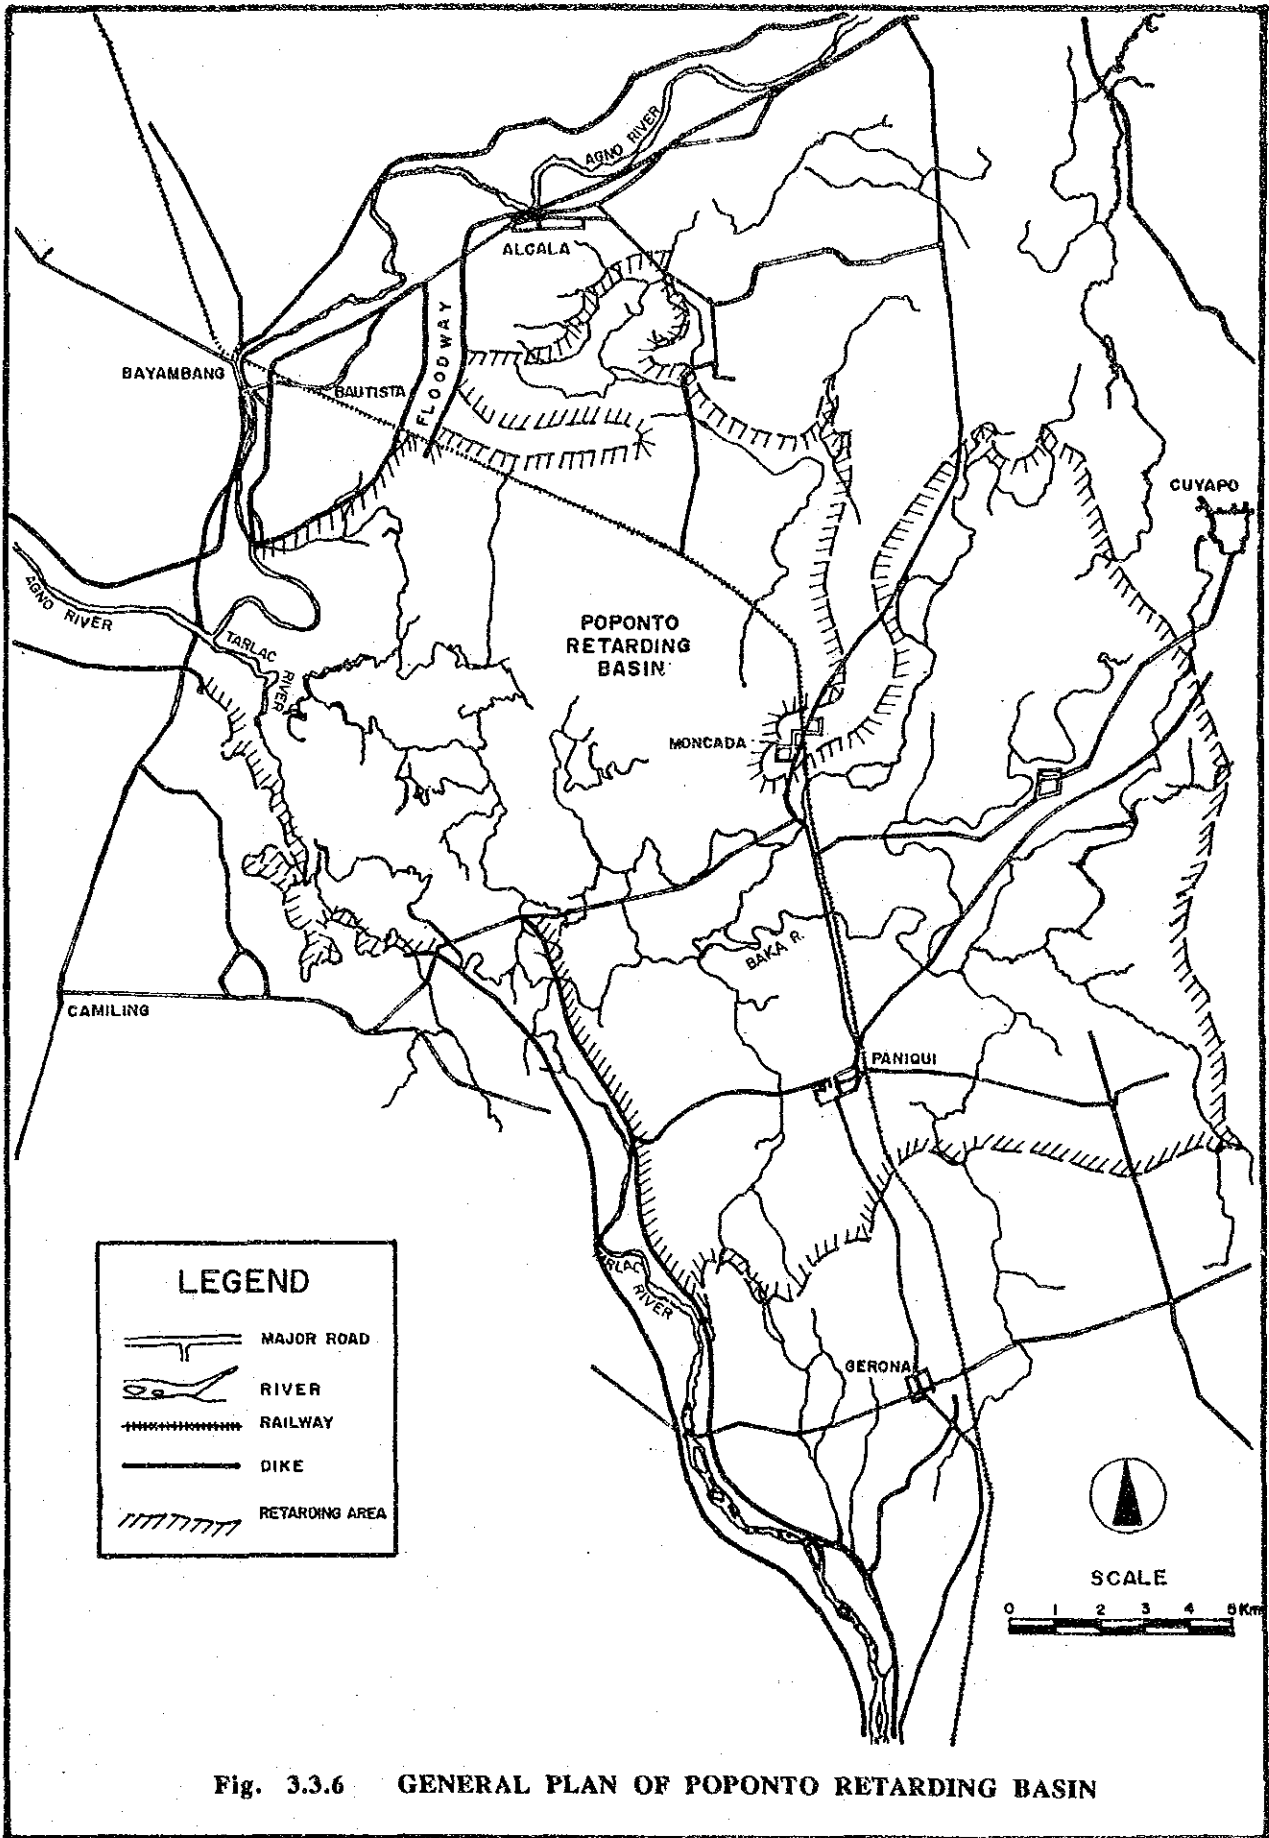 AGNO RIVER
ALCALA
FLOODWAY
BAYAMBANG
BAUTISTA
CUYAPO
AGNO RIVER
TARLAC
RIVER
POPONTO
RETARDING
BASIN
MONCADA
BAKA R.
CAMILING
PANIQUI
TARLAC
RIVER
GERONA
LEGEND
MAJOR ROAD
RIVER
RAILWAY
DIKE
RETARDING AREA
SCALE
0 1 2 3 4 5 Km
Fig. 3.3.6 GENERAL PLAN OF POPONTO RETARDING BASIN